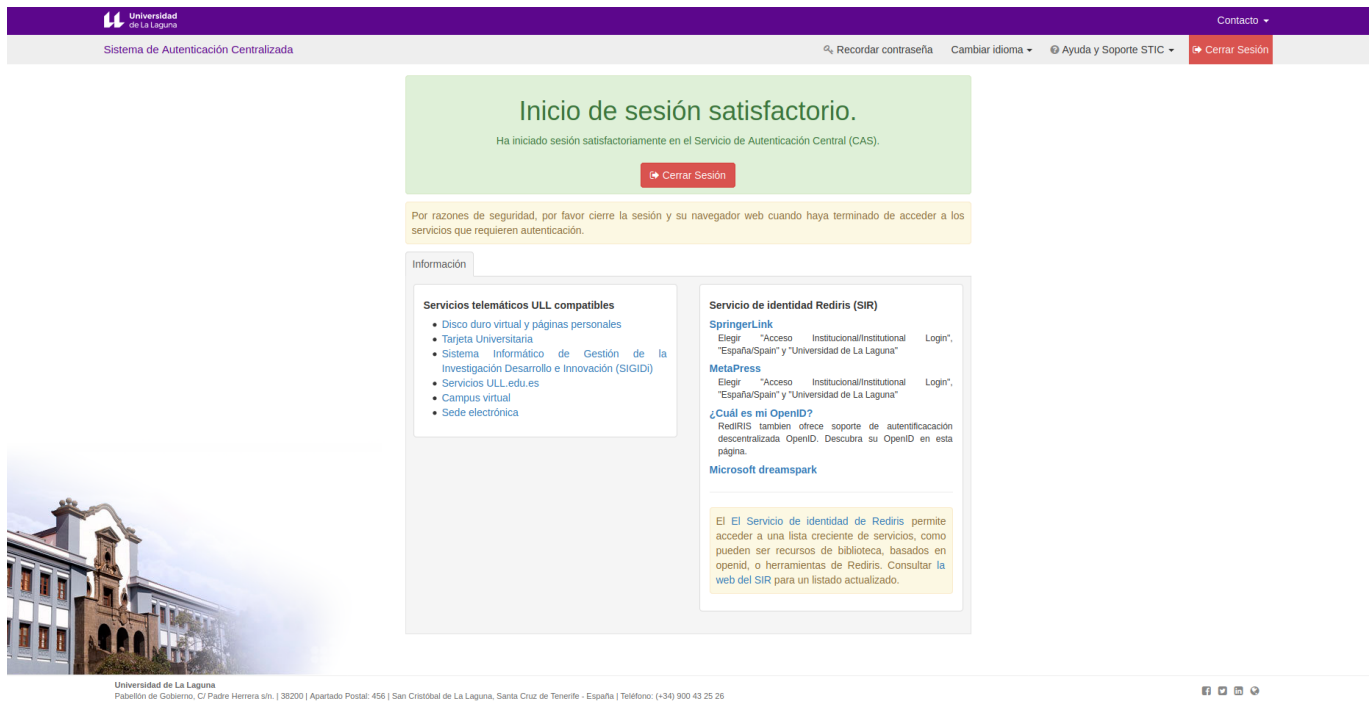 Universidad
de La Laguna
Contacto
Sistema de Autenticación Centralizada
Recordar contraseña
Cambiar idioma
Ayuda y Soporte STIC
Cerrar Sesión
Inicio de sesión satisfactorio.
Ha iniciado sesión satisfactoriamente en el Servicio de Autenticación Central (CAS).
Cerrar Sesión
Por razones de seguridad, por favor cierre la sesión y su navegador web cuando haya terminado de acceder a los
servicios que requieren autenticación.
Información
Servicios telemáticos ULL compatibles
Disco duro virtual y páginas personales
Tarjeta Universitaria
Sistema Informático de Gestión de la
Investigación Desarrollo e Innovación (SIGIDi)
Servicios ULL.edu.es
Campus virtual
Sede electrónica
Servicio de identidad Rediris (SIR)
SpringerLink
Elegir "Acceso Institucional/Institutional Login",
"España/Spain" y "Universidad de La Laguna"
MetaPress
Elegir "Acceso Institucional/Institutional Login",
"España/Spain" y "Universidad de La Laguna"
¿Cuál es mi OpenID?
RedIRIS tambien ofrece soporte de autentificacación
descentralizada OpenID. Descubra su OpenID en esta
página.
Microsoft dreamspark
El El Servicio de identidad de Rediris permite
acceder a una lista creciente de servicios, como
pueden ser recursos de biblioteca, basados en
openid, o herramientas de Rediris. Consultar la
web del SIR para un listado actualizado.
Universidad de La Laguna
Pabellón de Gobierno, C/ Padre Herrera s/n. | 38200 | Apartado Postal: 456 | San Cristóbal de La Laguna, Santa Cruz de Tenerife - España | Teléfono: (+34) 900 43 25 26